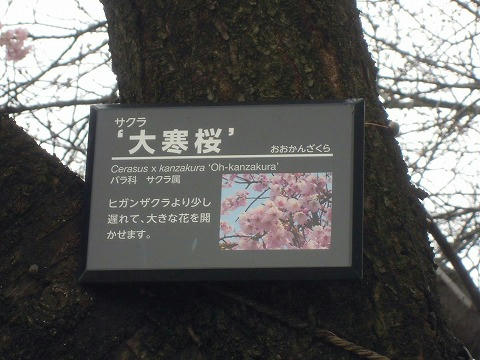 サクラ
‘大寒桜’
おおかんざくら
Cerasus x kanzakura ‘Oh-kanzakura’
バラ科　サクラ属
ヒガンザクラより少し
遅れて、大きな花を開
かせます。